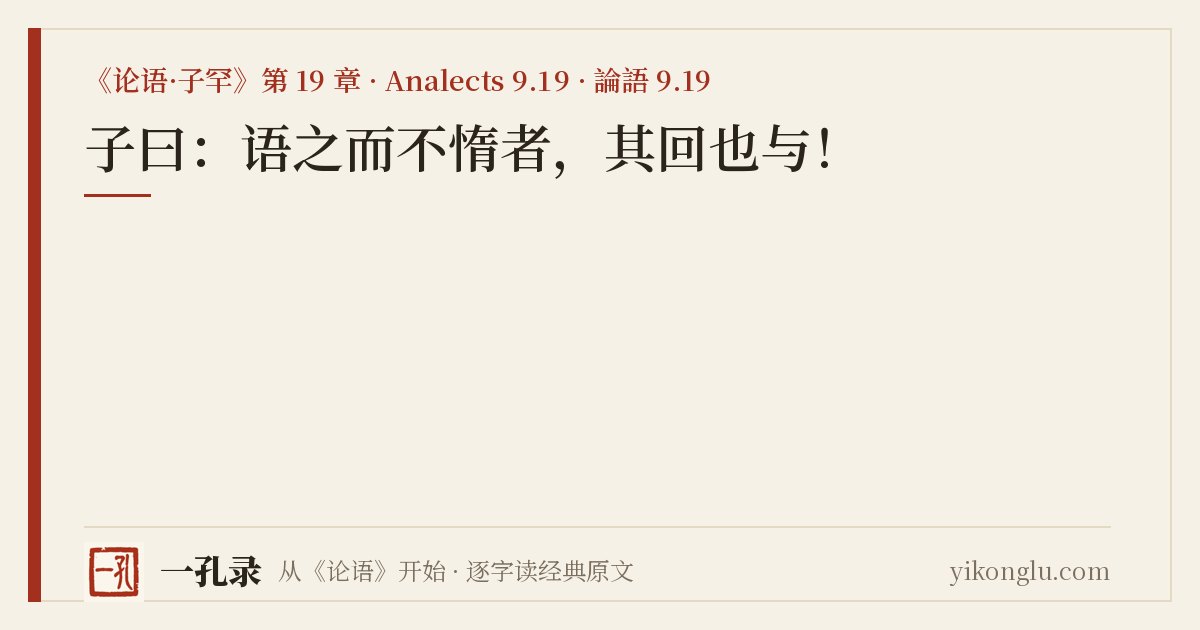 《论语·子罕》第 19 章 · Analects 9.19 · 論語 9.19
子曰：语之而不惰者，其回也与！
一孔
一孔录 从《论语》开始 · 逐字读经典原文 yikonglu.com